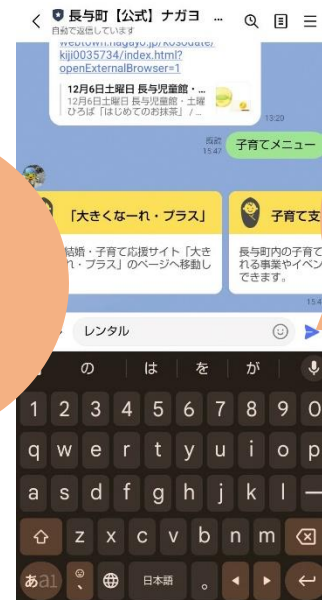 長与町【公式】ナガヨ ...
自動で返信しています
webtown.nagayo.jp/kosodate/
kiji0035734/index.html?
openExternalBrowser=1
12月6日土曜日 長与児童館・...
12月6日土曜日 長与児童館・土曜
ひろば「はじめてのお抹茶」/...
13:20
既読
15:47
子育てメニュー
「大きくなーれ・プラス」
子育て支
結婚・子育て応援サイト「大き
れ・プラス」のページへ移動し
長与町内の子育て
れる事業やイベン
できます。
15:4
レンタル
の は を が
1 2 3 4 5 6 7 8 9 0
q w e r t y u i o p
a s d f g h j k l ー
z x c v b n m
あa1 、 日本語 。